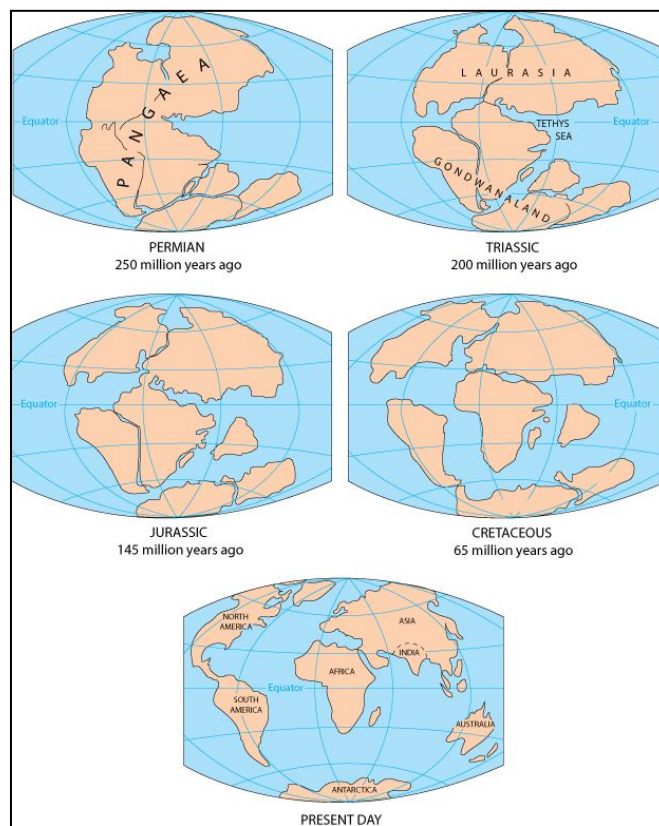 PANGAEA
Equator
PERMIAN
250 million years ago
LAURASIA
TETHYS
SEA
Equator
GONDWANALAND
TRIASSIC
200 million years ago
Equator
JURASSIC
145 million years ago
Equator
CRETACEOUS
65 million years ago
NORTH
AMERICA
ASIA
INDIA
AFRICA
Equator
SOUTH
AMERICA
AUSTRALIA
ANTARCTICA
PRESENT DAY